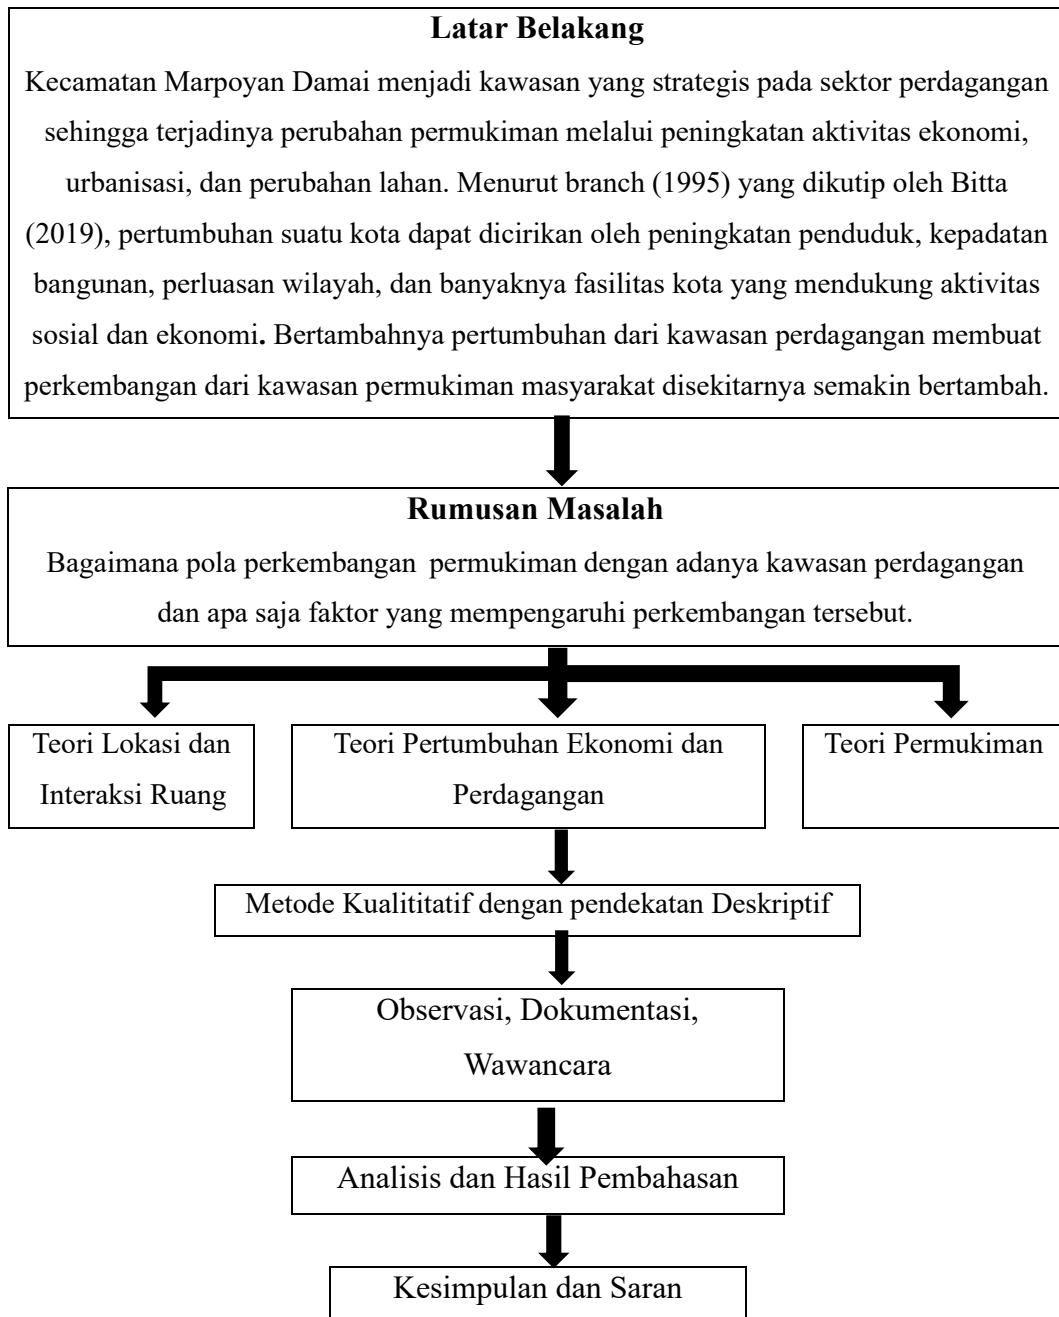 Latar Belakang
Kecamatan Marpoyan Damai menjadi kawasan yang strategis pada sektor perdagangan
sehingga terjadinya perubahan permukiman melalui peningkatan aktivitas ekonomi,
urbanisasi, dan perubahan lahan. Menurut branch (1995) yang dikutip oleh Bitta
(2019), pertumbuhan suatu kota dapat dicirikan oleh peningkatan penduduk, kepadatan
bangunan, perluasan wilayah, dan banyaknya fasilitas kota yang mendukung aktivitas
sosial dan ekonomi. Bertambahnya pertumbuhan dari kawasan perdagangan membuat
perkembangan dari kawasan permukiman masyarakat disekitarnya semakin bertambah.
Rumusan Masalah
Bagaimana pola perkembangan permukiman dengan adanya kawasan perdagangan
dan apa saja faktor yang mempengaruhi perkembangan tersebut.
Teori Lokasi dan
Interaksi Ruang
Teori Pertumbuhan Ekonomi dan
Perdagangan
Teori Permukiman
Metode Kualititatif dengan pendekatan Deskriptif
Observasi, Dokumentasi,
Wawancara
Analisis dan Hasil Pembahasan
Kesimpulan dan Saran